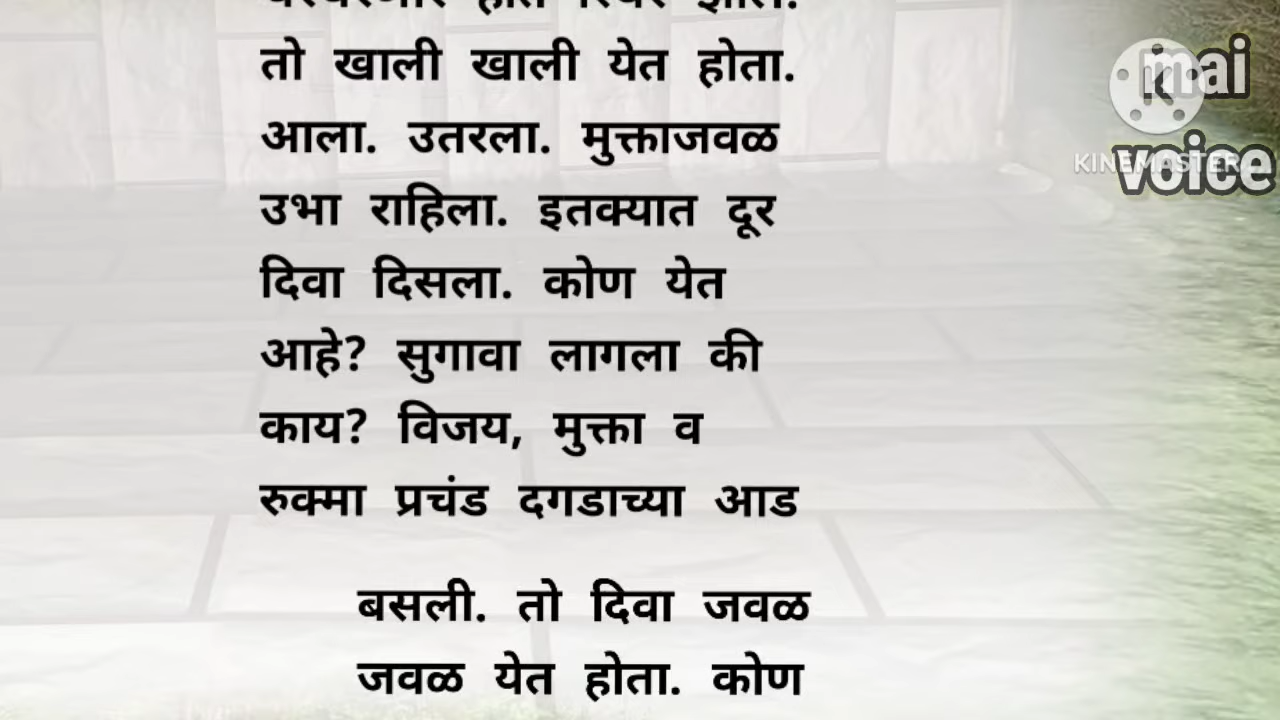 तो खाली खाली येत होता.
आला. उतरला. मुक्ताजवळ
उभा राहिला. इतक्यात दूर
दिवा दिसला. कोण येत
आहे? सुगावा लागला की
काय? विजय, मुक्ता व
रुक्मा प्रचंड दगडाच्या आड
बसली. तो दिवा जवळ
जवळ येत होता. कोण
mai
voice
KINEMASTER